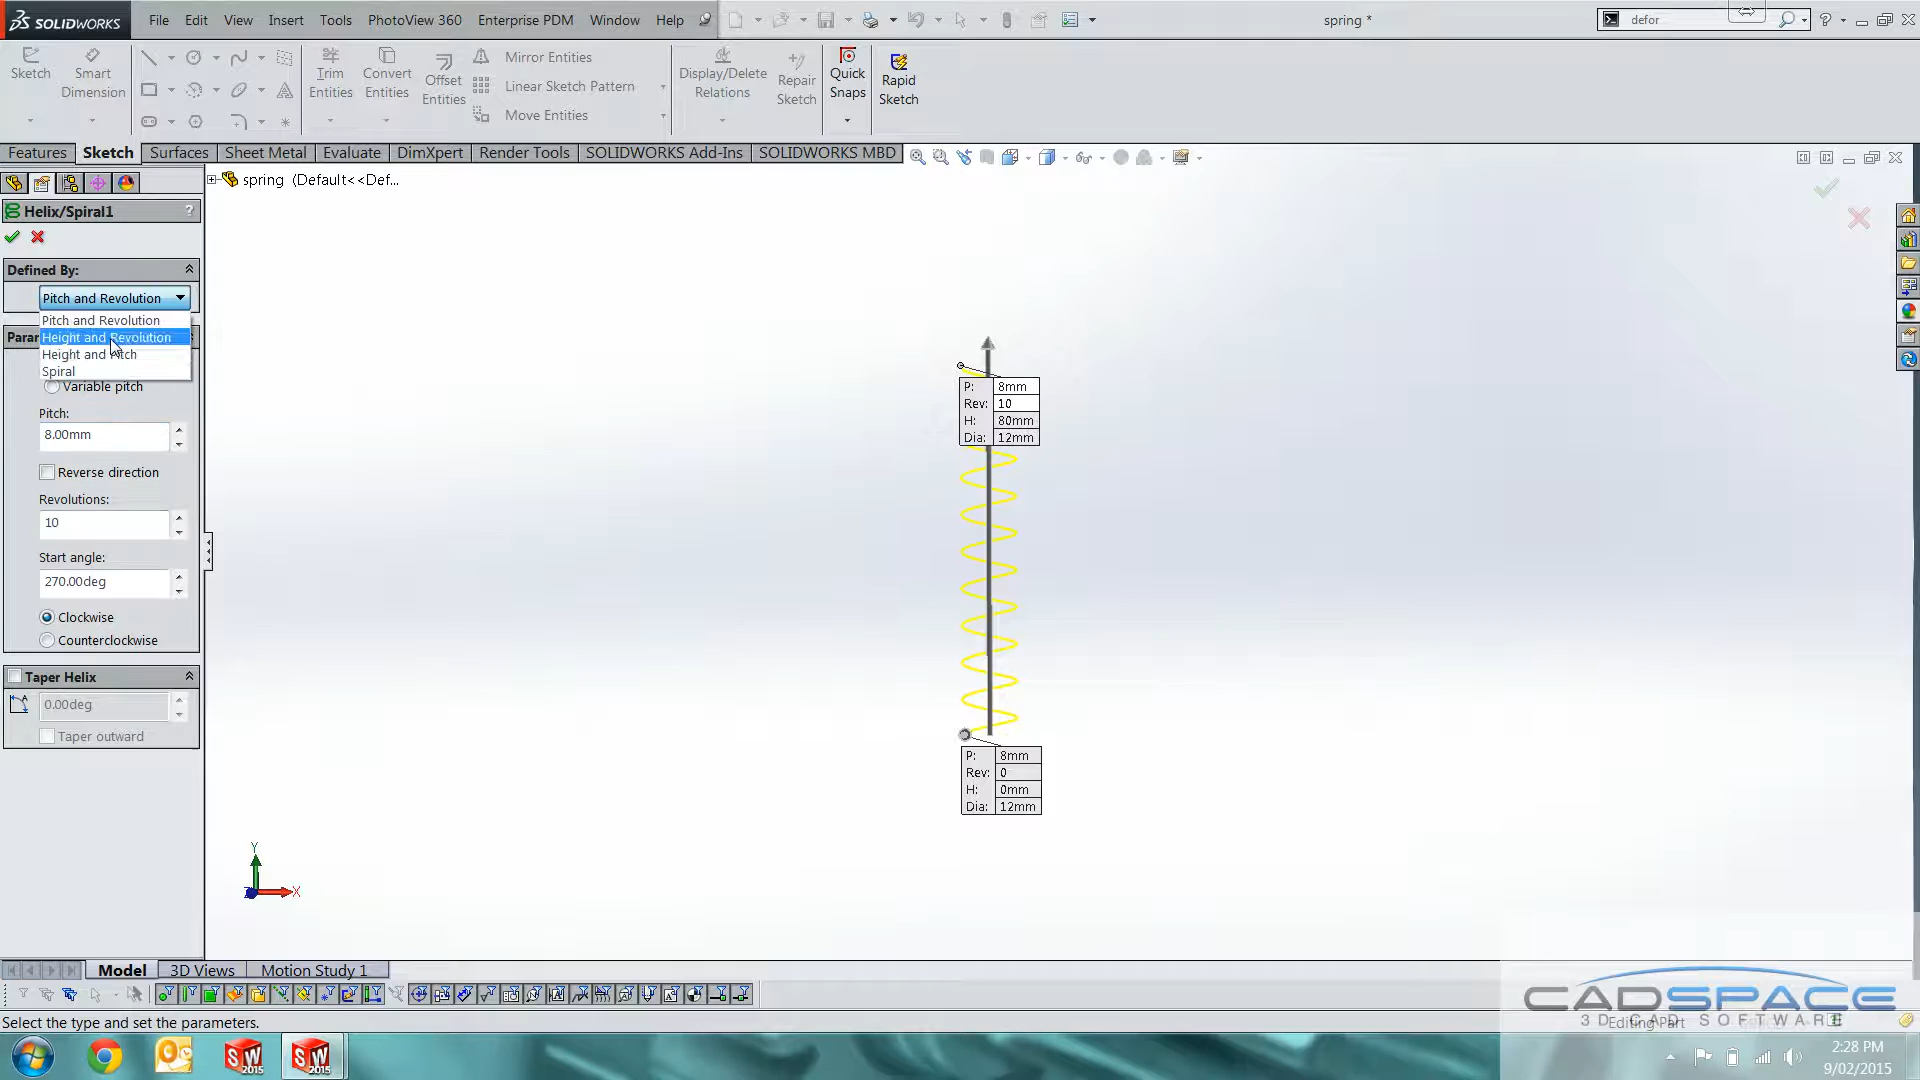 SOLIDWORKS File Edit View Insert Tools PhotoView 360 Enterprise PDM Window Help spring * defor
Sketch Smart Dimension Trim Entities Convert Entities Offset Entities Mirror Entities Linear Sketch Pattern Move Entities Display/Delete Relations Repair Sketch Quick Snaps Rapid Sketch
Features Sketch Surfaces Sheet Metal Evaluate DimXpert Render Tools SOLIDWORKS Add-Ins SOLIDWORKS MBD
spring (Default<<Def...
Helix/Spiral1 ?
Defined By:
Pitch and Revolution
Pitch and Revolution
Height and Revolution
Height and Pitch
Spiral
Variable pitch
Pitch:
8.00mm
Reverse direction
Revolutions:
10
Start angle:
270.00deg
Clockwise
Counterclockwise
Taper Helix
0.00deg
Taper outward
P: 8mm
Rev: 10
H: 80mm
Dia: 12mm
P: 8mm
Rev: 0
H: 0mm
Dia: 12mm
Y
X
Model 3D Views Motion Study 1
Select the type and set the parameters.
Editing Part
CADSPACE
3D CAD SOFTWARE
SW 2015
SW 2015
2:28 PM
9/02/2015